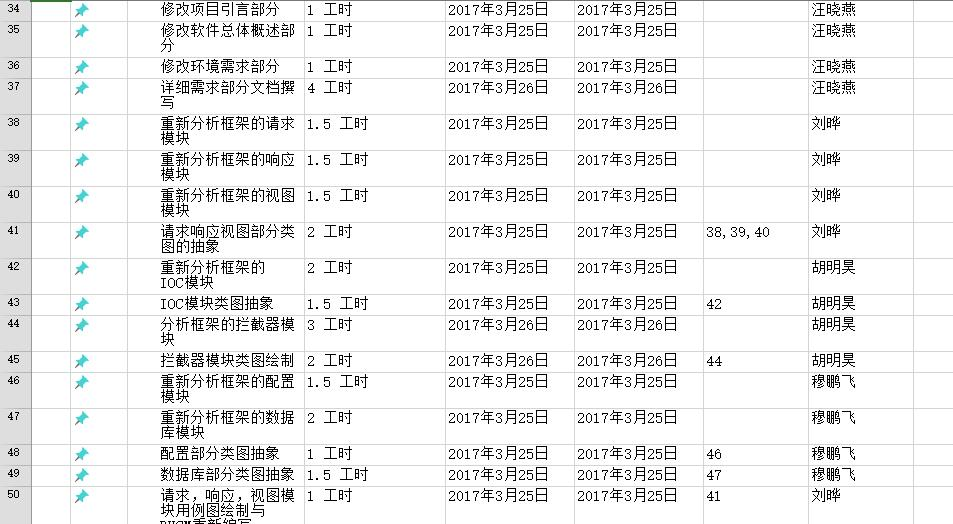 34 修改项目引言部分 1 工时 2017年3月25日 2017年3月25日 汪晓燕
35 修改软件总体概述部 1 工时 2017年3月25日 2017年3月25日 汪晓燕
分
36 修改环境需求部分 1 工时 2017年3月25日 2017年3月25日 汪晓燕
37 详细需求部分文档撰 4 工时 2017年3月26日 2017年3月26日 汪晓燕
写
38 重新分析框架的请求 1.5 工时 2017年3月25日 2017年3月25日 刘晔
模块
39 重新分析框架的响应 1.5 工时 2017年3月25日 2017年3月25日 刘晔
模块
40 重新分析框架的视图 1.5 工时 2017年3月25日 2017年3月25日 刘晔
模块
41 请求响应视图部分类 2 工时 2017年3月25日 2017年3月25日 38,39,40 刘晔
图的抽象
42 重新分析框架的 2 工时 2017年3月25日 2017年3月25日 胡明昊
IOC模块
43 IOC模块类图抽象 1.5 工时 2017年3月25日 2017年3月25日 42 胡明昊
44 分析框架的拦截器模 3 工时 2017年3月26日 2017年3月26日 胡明昊
块
45 拦截器模块类图绘制 2 工时 2017年3月26日 2017年3月26日 44 胡明昊
46 重新分析框架的配置 1.5 工时 2017年3月25日 2017年3月25日 穆鹏飞
模块
47 重新分析框架的数据 2 工时 2017年3月25日 2017年3月25日 穆鹏飞
库模块
48 配置部分类图抽象 1 工时 2017年3月25日 2017年3月25日 46 穆鹏飞
49 数据库部分类图抽象 1.5 工时 2017年3月25日 2017年3月25日 47 穆鹏飞
50 请求，响应，视图模 1 工时 2017年3月25日 2017年3月25日 41 刘晔
块用例图绘制与